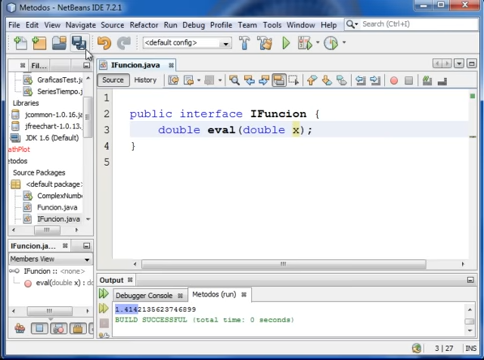 Metodos - NetBeans IDE 7.2.1
File Edit View Navigate Source Refactor Run Debug Profile Team Tools Window Help
Search (Ctrl+I)
<default config>
Fil...
IFuncion.java
Source History
GraficasTest.j
SeriesTiempo.j
Libraries
jcommon-1.0.16.
jfreechart-1.0.13.
JDK 1.6 (Default)
athPlot
etodos
Source Packages
<default package
ComplexNumb
Funcion.java
IFuncion.java
1
2 public interface IFuncion {
3 double eval(double x);
4 }
5
IFuncion.ja...
Members View
IFuncion :: <none>
eval(double x) : d
Output
Debugger Console Metodos (run)
1.4142135623746899
BUILD SUCCESSFUL (total time: 0 seconds)
3 | 27 INS